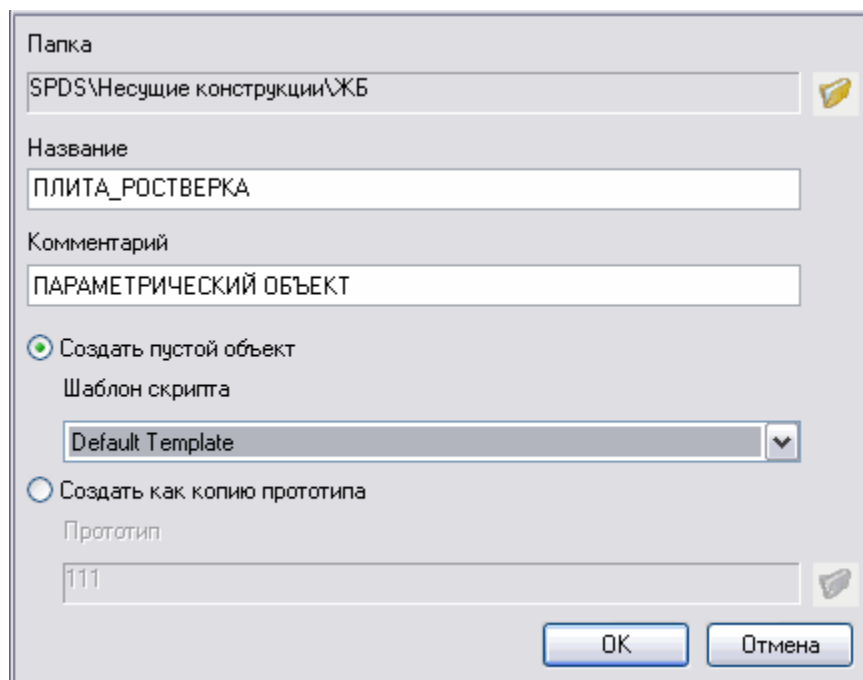 Папка
SPDS\Несущие конструкции\ЖБ
Название
ПЛИТА_РОСТВЕРКА
Комментарий
ПАРАМЕТРИЧЕСКИЙ ОБЪЕКТ
Создать пустой объект
Шаблон скрипта
Default Template
Создать как копию прототипа
Прототип
111
OK Отмена